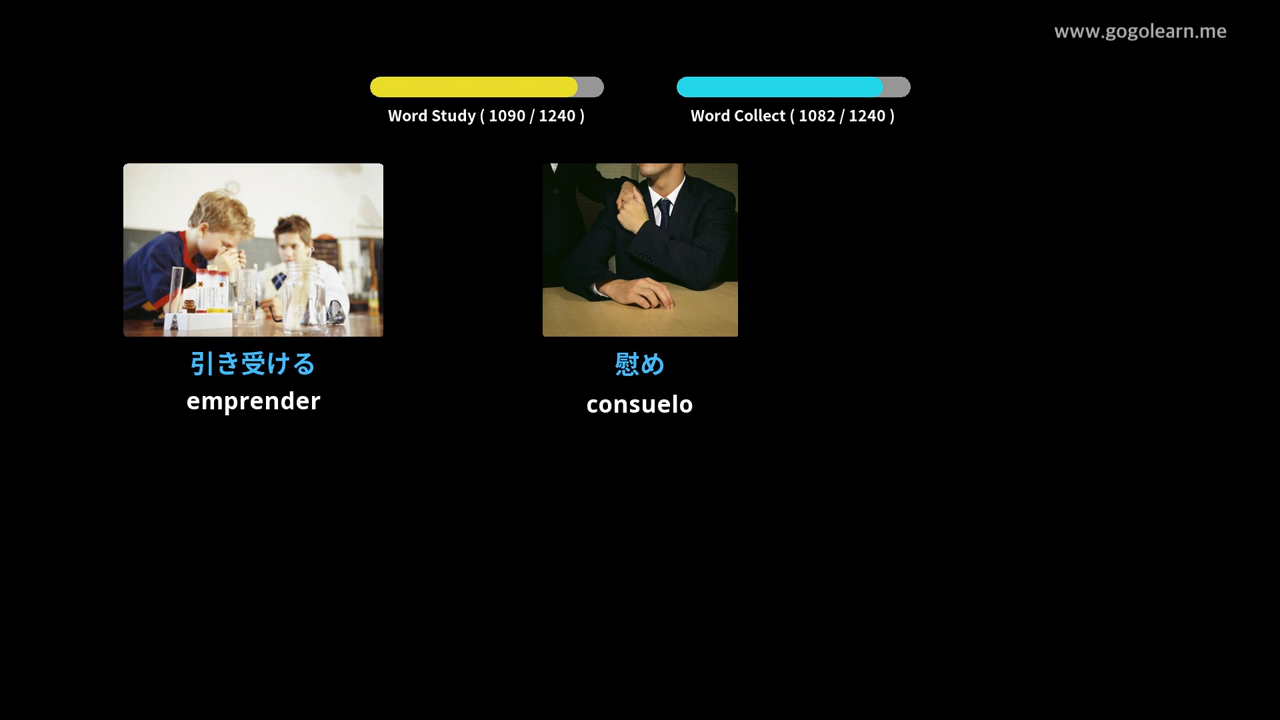 www.gogolearn.me
Word Study ( 1090 / 1240 )
Word Collect ( 1082 / 1240 )
引き受ける
emprender
慰め
consuelo